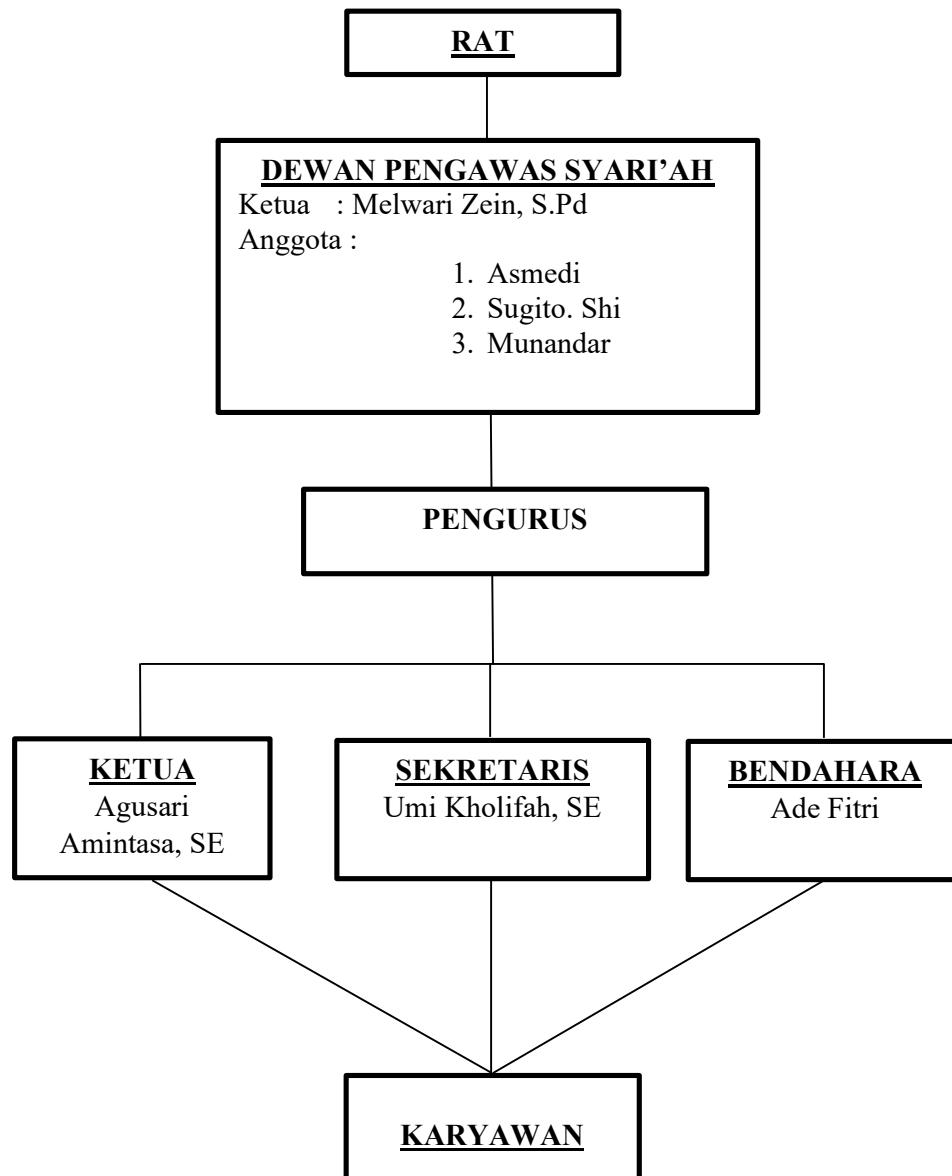 RAT
DEWAN PENGAWAS SYARI’AH
Ketua : Melwari Zein, S.Pd
Anggota :
1. Asmedi
2. Sugito. Shi
3. Munandar
PENGURUS
KETUA
Agusari
Amintasa, SE
SEKRETARIS
Umi Kholifah, SE
BENDAHARA
Ade Fitri
KARYAWAN